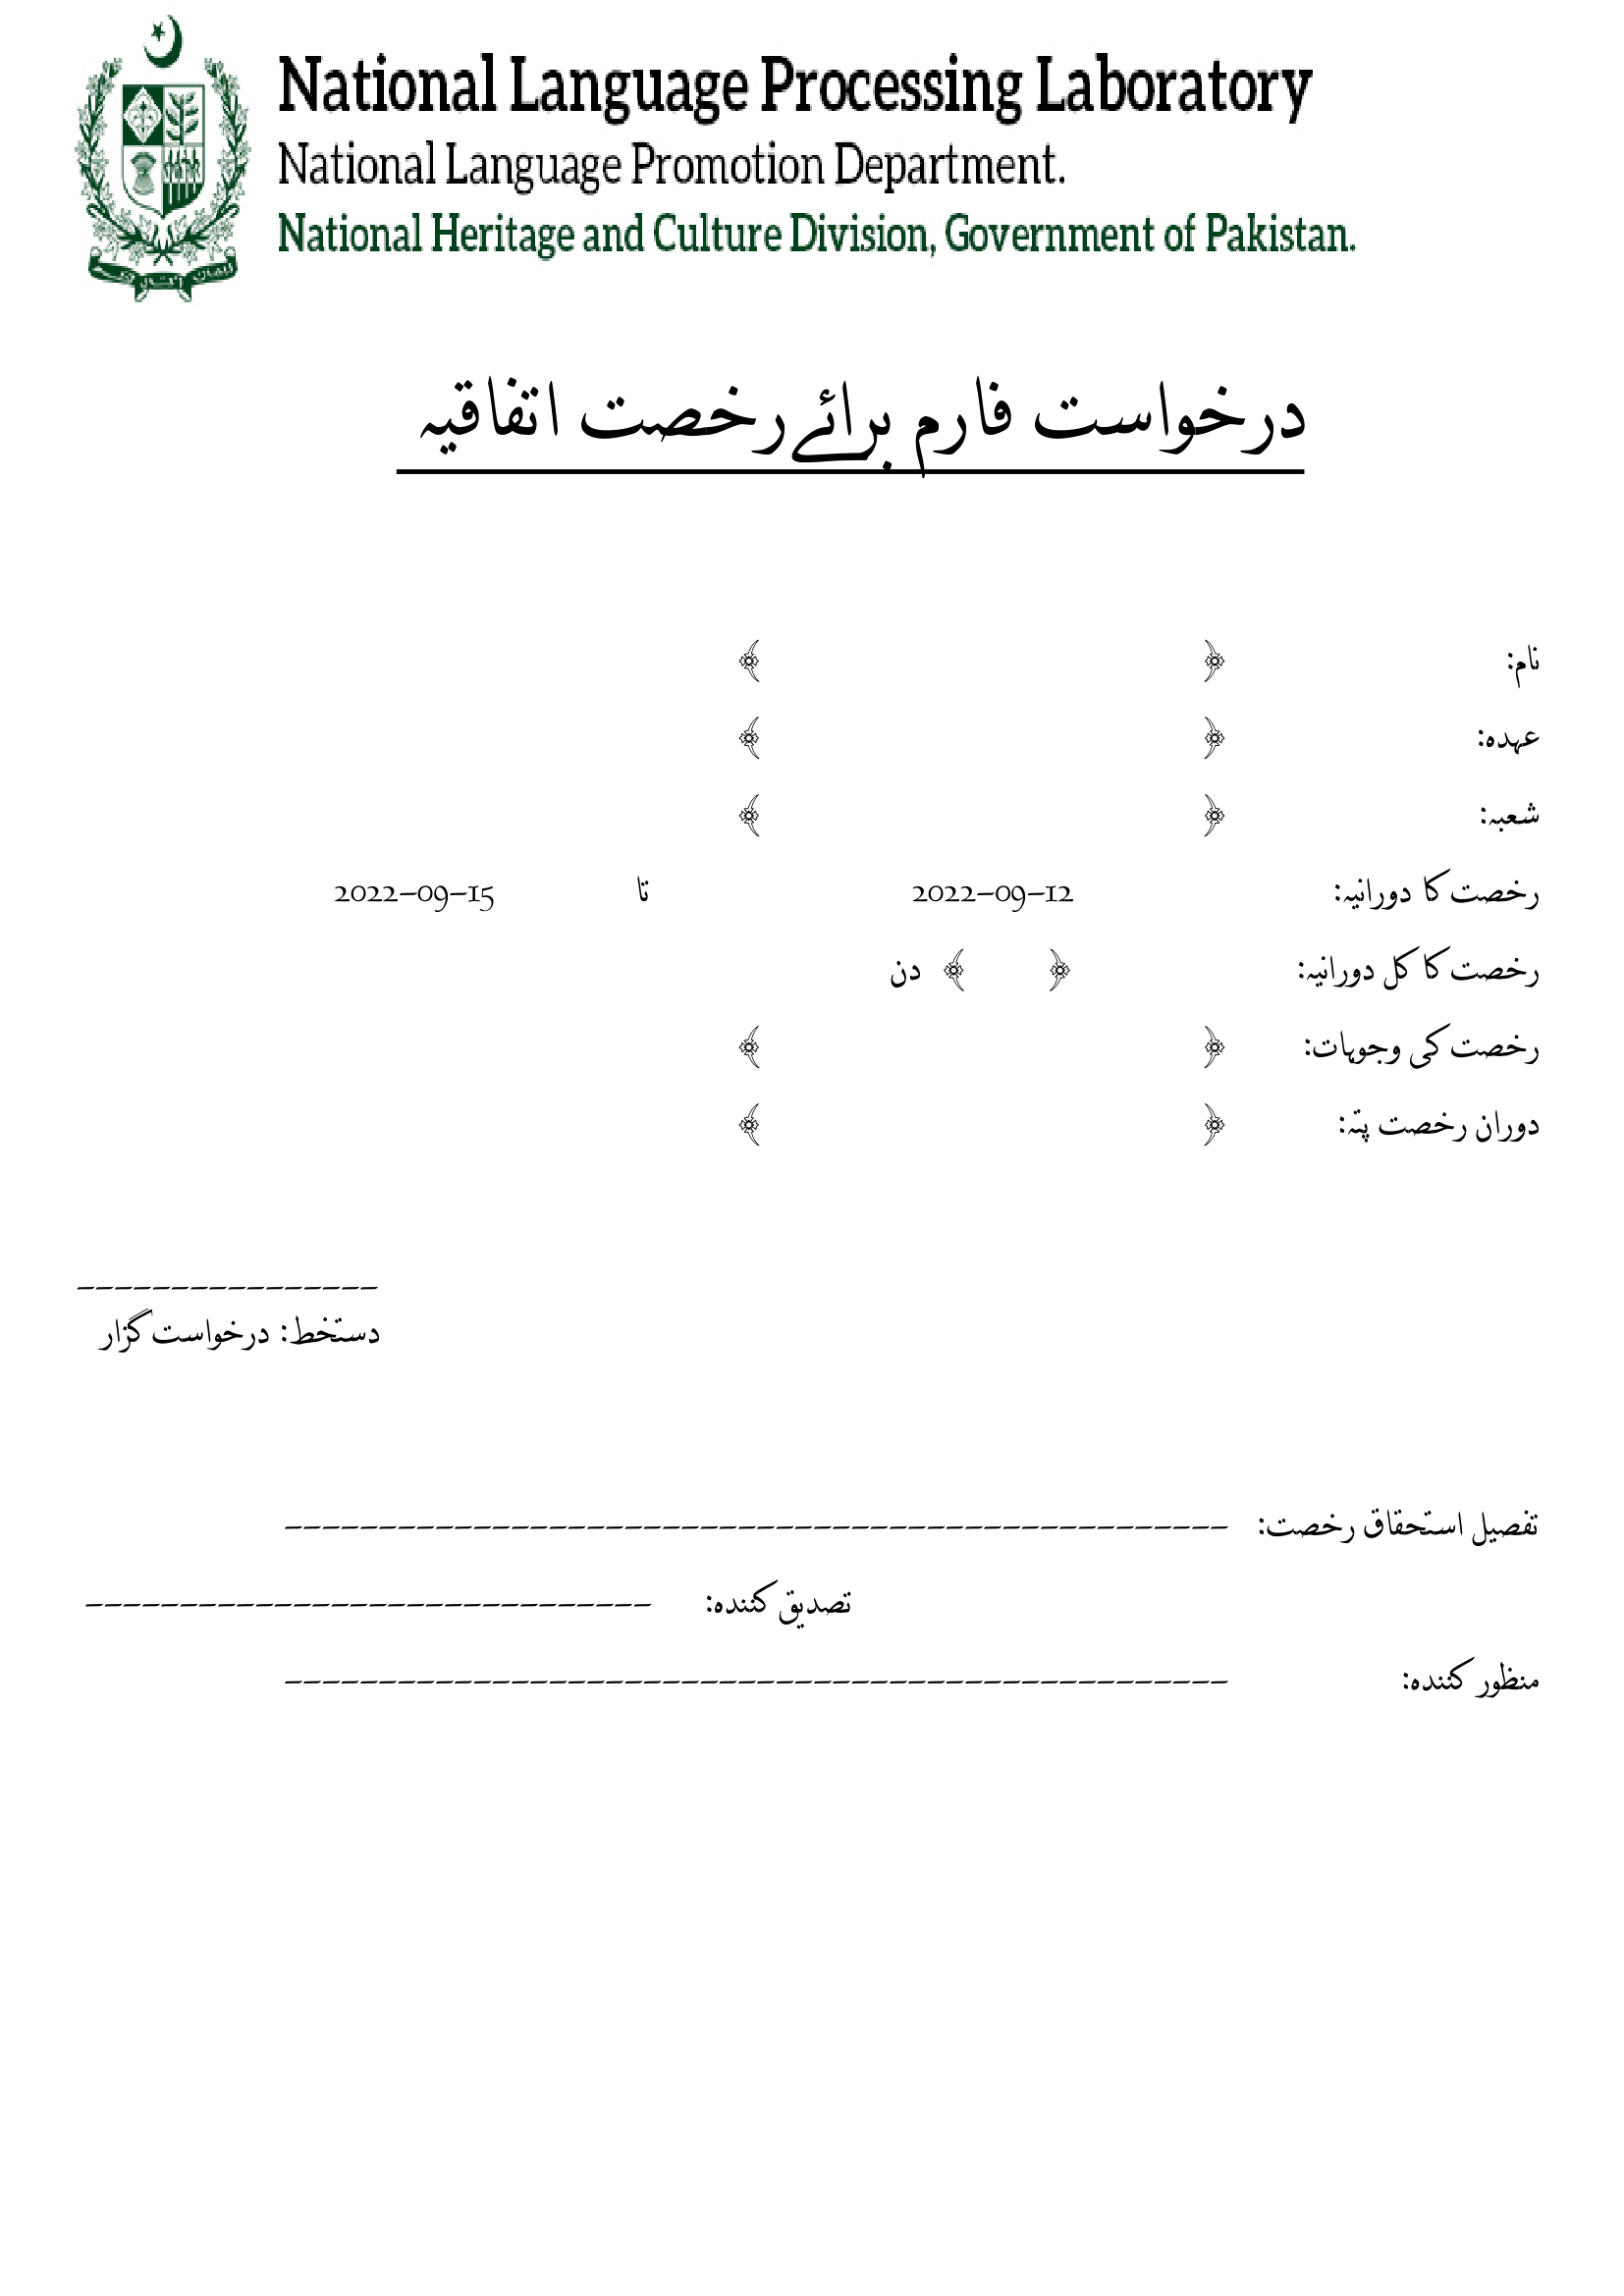 National Language Processing Laboratory
National Language Promotion Department.
National Heritage and Culture Division, Government of Pakistan.
درخواست فارم برائے رخصت اتفاقیہ
نام: ﴿ ﴾
عہدہ: ﴿ ﴾
شعبہ: ﴿ ﴾
رخصت کا دورانیہ: 2022-09-12 تا 2022-09-15
رخصت کا کل دورانیہ: ﴿ ﴾ دن
رخصت کی وجوہات: ﴿ ﴾
دوران رخصت پتہ: ﴿ ﴾
----------------
دستخط: درخواست گزار
تفصیل استحقاق رخصت: --------------------------------------------------
تصدیق کنندہ: ------------------------------
منظور کنندہ: --------------------------------------------------